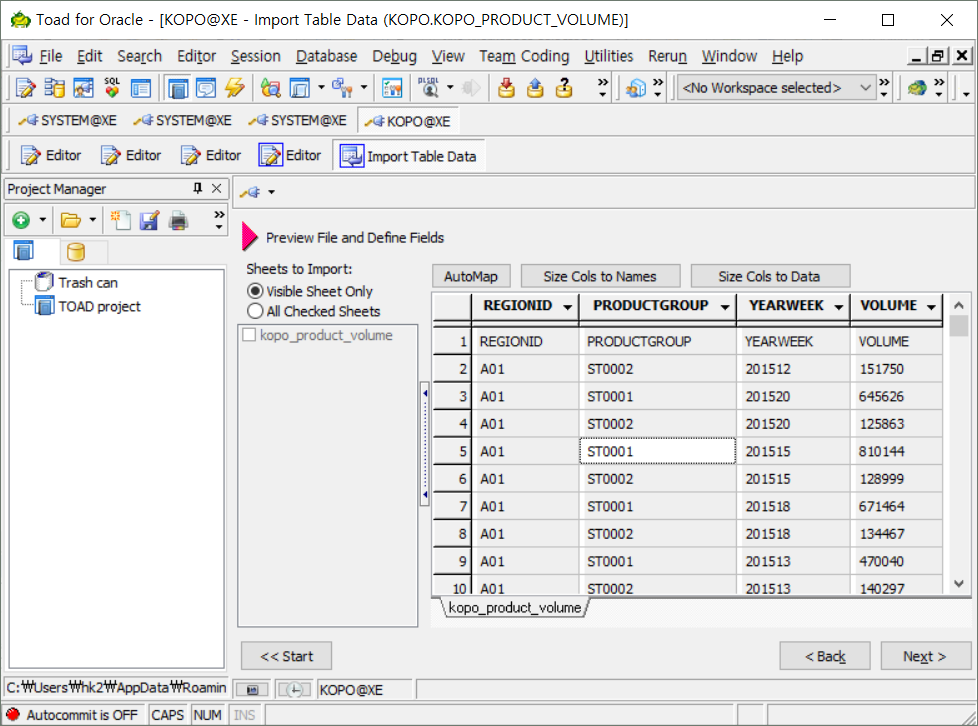 Toad for Oracle - [KOPO@XE - Import Table Data (KOPO.KOPO_PRODUCT_VOLUME)]
File Edit Search Editor Session Database Debug View Team Coding Utilities Rerun Window Help
SQL PLSQL <No Workspace selected>
SYSTEM@XE SYSTEM@XE SYSTEM@XE KOPO@XE
Editor Editor Editor Editor Import Table Data
Project Manager
Trash can
TOAD project
Preview File and Define Fields
Sheets to Import:
Visible Sheet Only
All Checked Sheets
kopo_product_volume
AutoMap Size Cols to Names Size Cols to Data
REGIONID PRODUCTGROUP YEARWEEK VOLUME
1 REGIONID PRODUCTGROUP YEARWEEK VOLUME
2 A01 ST0002 201512 151750
3 A01 ST0001 201520 645626
4 A01 ST0002 201520 125863
5 A01 ST0001 201515 810144
6 A01 ST0002 201515 128999
7 A01 ST0001 201518 671464
8 A01 ST0002 201518 134467
9 A01 ST0001 201513 470040
10 A01 ST0002 201513 140297
kopo_product_volume
<< Start < Back Next >
C:₩Users₩hk2₩AppData₩Roamin KOPO@XE
Autocommit is OFF CAPS NUM INS